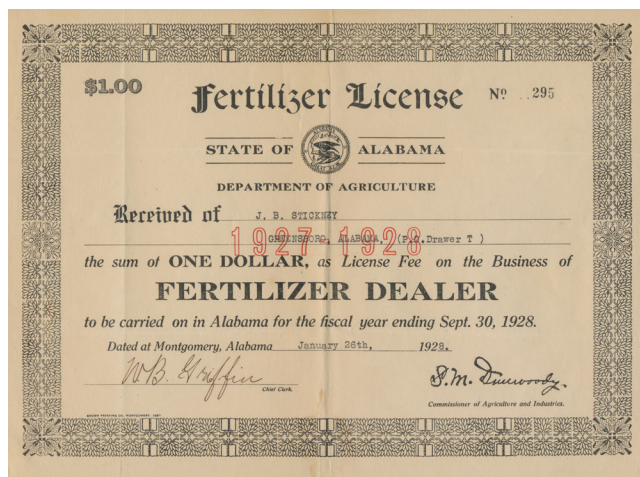 $1.00
Fertilizer License
Nº 295
STATE OF ALABAMA
DEPARTMENT OF AGRICULTURE
Received of J. B. STICKNEY
GREENSBORO, ALABAMA, (P.O.Drawer T )
1927-1928
the sum of ONE DOLLAR, as License Fee on the Business of
FERTILIZER DEALER
to be carried on in Alabama for the fiscal year ending Sept. 30, 1928.
Dated at Montgomery, Alabama January 26th, 1928.
W.B. Griffin
Chief Clerk.
S.M. Dunwoody.
Commissioner of Agriculture and Industries.